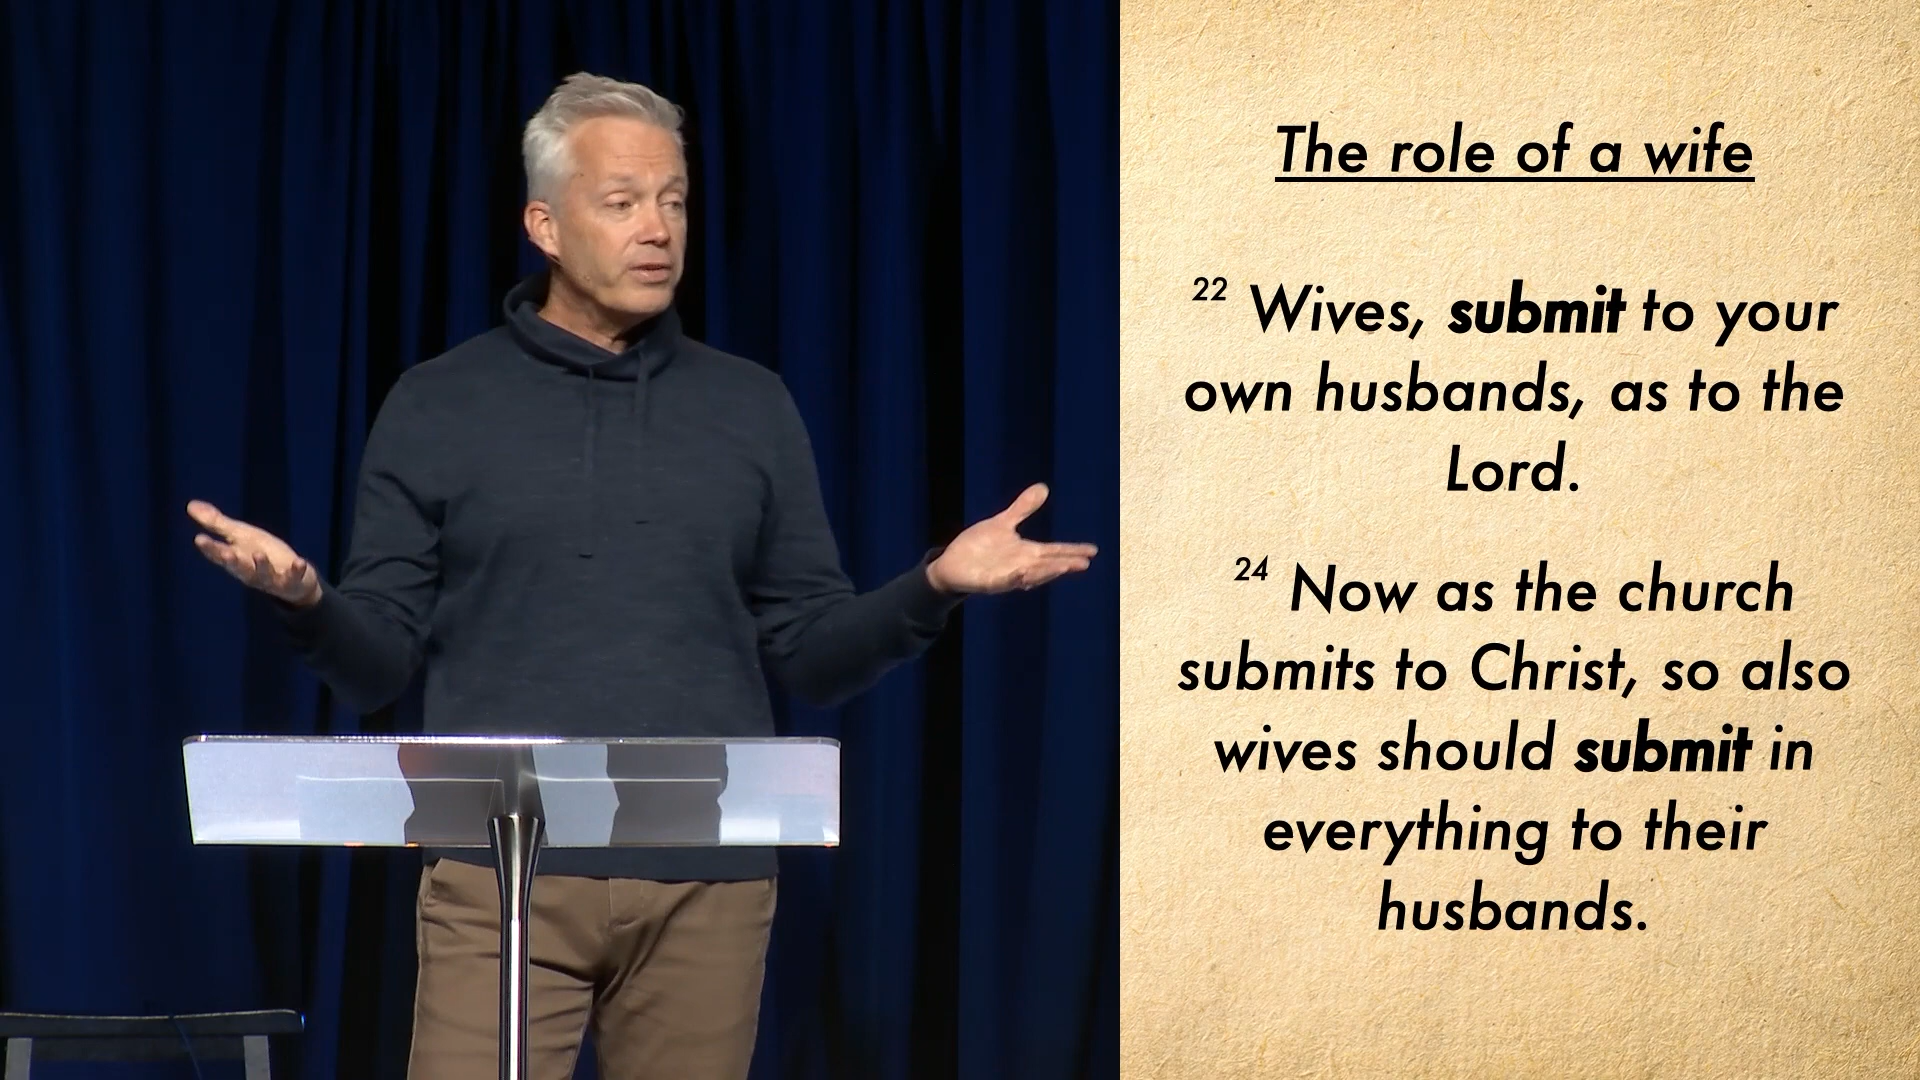 The role of a wife
22 Wives, submit to your
own husbands, as to the
Lord.
24 Now as the church
submits to Christ, so also
wives should submit in
everything to their
husbands.